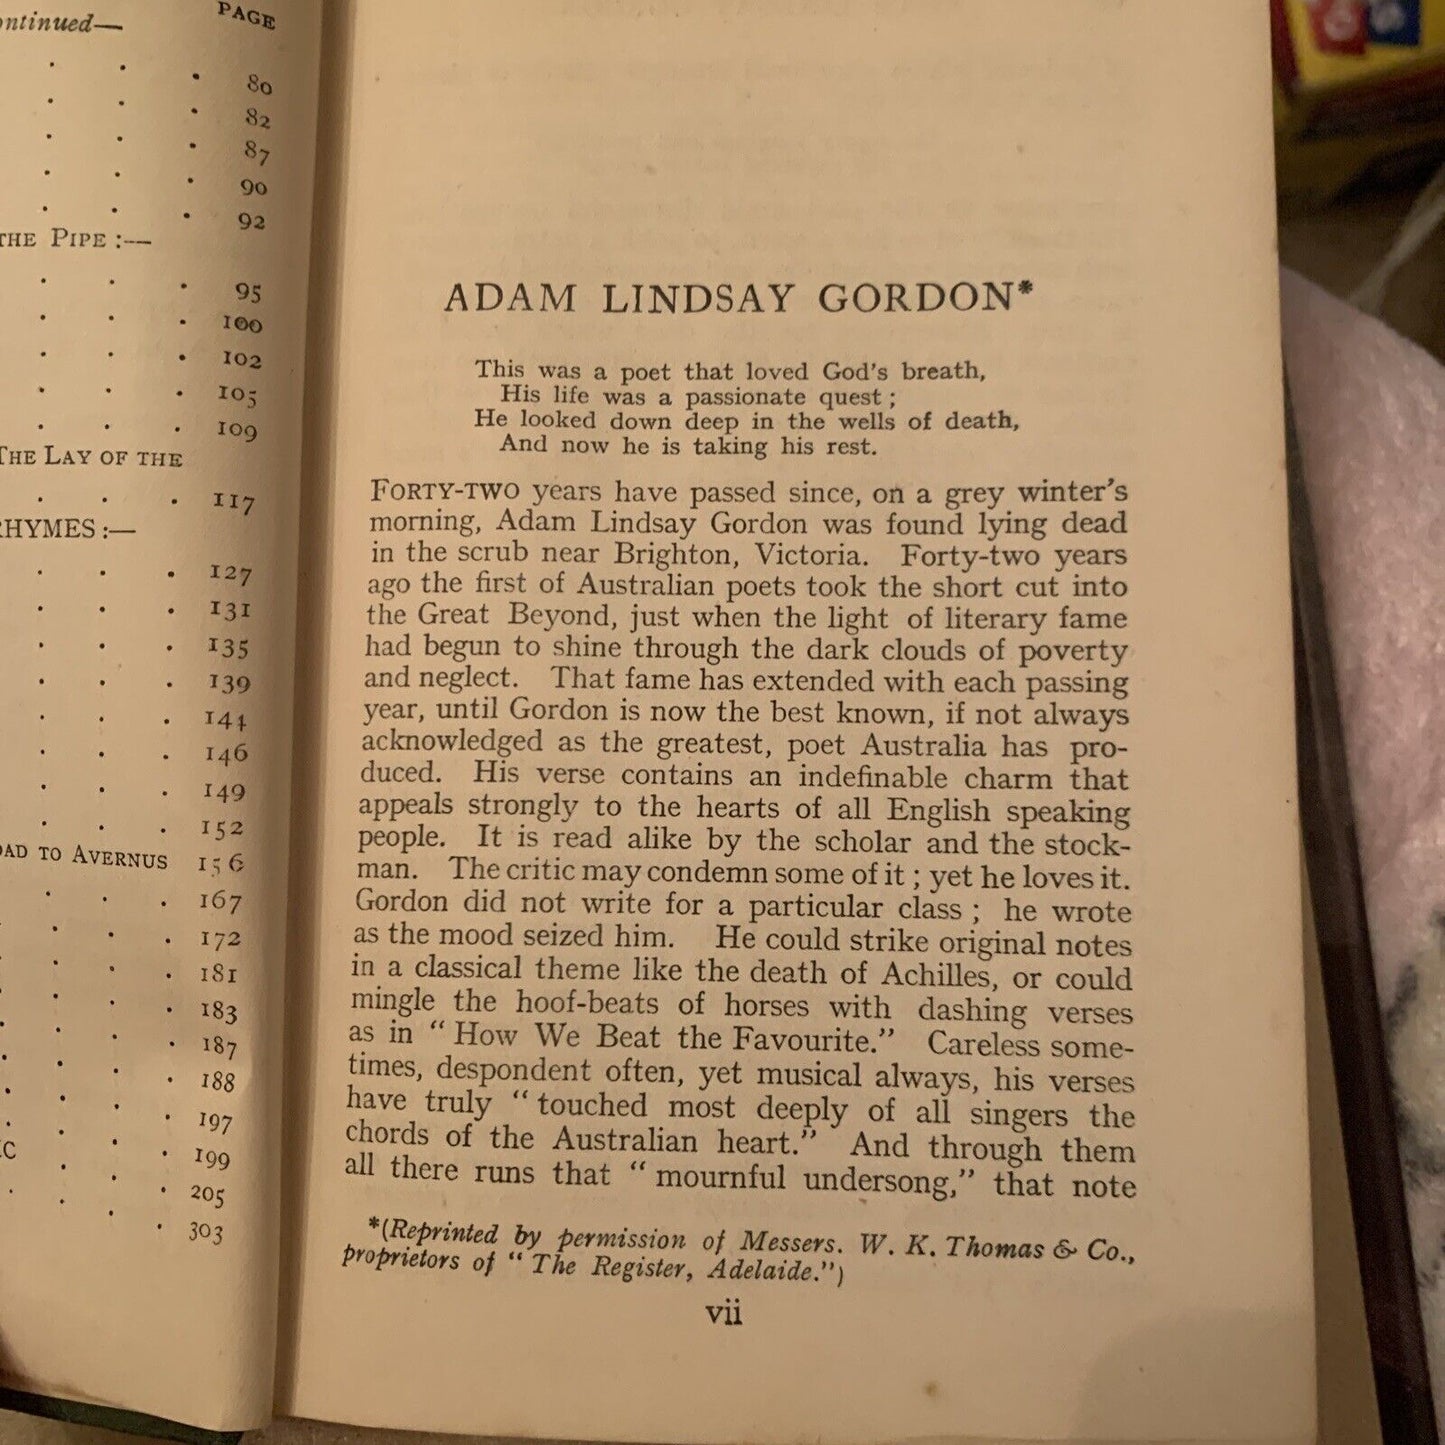 ontinued—
PAGE
80
82
87
90
92
THE PIPE :—
95
100
102
105
109
THE LAY OF THE
117
RHYMES :—
127
131
135
139
144
146
149
152
OAD TO AVERNUS 156
167
172
181
183
187
188
197
199
205
303
ADAM LINDSAY GORDON*
This was a poet that loved God's breath,
His life was a passionate quest ;
He looked down deep in the wells of death,
And now he is taking his rest.
FORTY-TWO years have passed since, on a grey winter's
morning, Adam Lindsay Gordon was found lying dead
in the scrub near Brighton, Victoria. Forty-two years
ago the first of Australian poets took the short cut into
the Great Beyond, just when the light of literary fame
had begun to shine through the dark clouds of poverty
and neglect. That fame has extended with each passing
year, until Gordon is now the best known, if not always
acknowledged as the greatest, poet Australia has pro-
duced. His verse contains an indefinable charm that
appeals strongly to the hearts of all English speaking
people. It is read alike by the scholar and the stock-
man. The critic may condemn some of it ; yet he loves it.
Gordon did not write for a particular class ; he wrote
as the mood seized him. He could strike original notes
in a classical theme like the death of Achilles, or could
mingle the hoof-beats of horses with dashing verses
as in “ How We Beat the Favourite.” Careless some-
times, despondent often, yet musical always, his verses
have truly “ touched most deeply of all singers the
chords of the Australian heart.” And through them
all there runs that “ mournful undersong,” that note
*(Reprinted by permission of Messers. W. K. Thomas & Co.,
proprietors of “ The Register, Adelaide.”)
vii